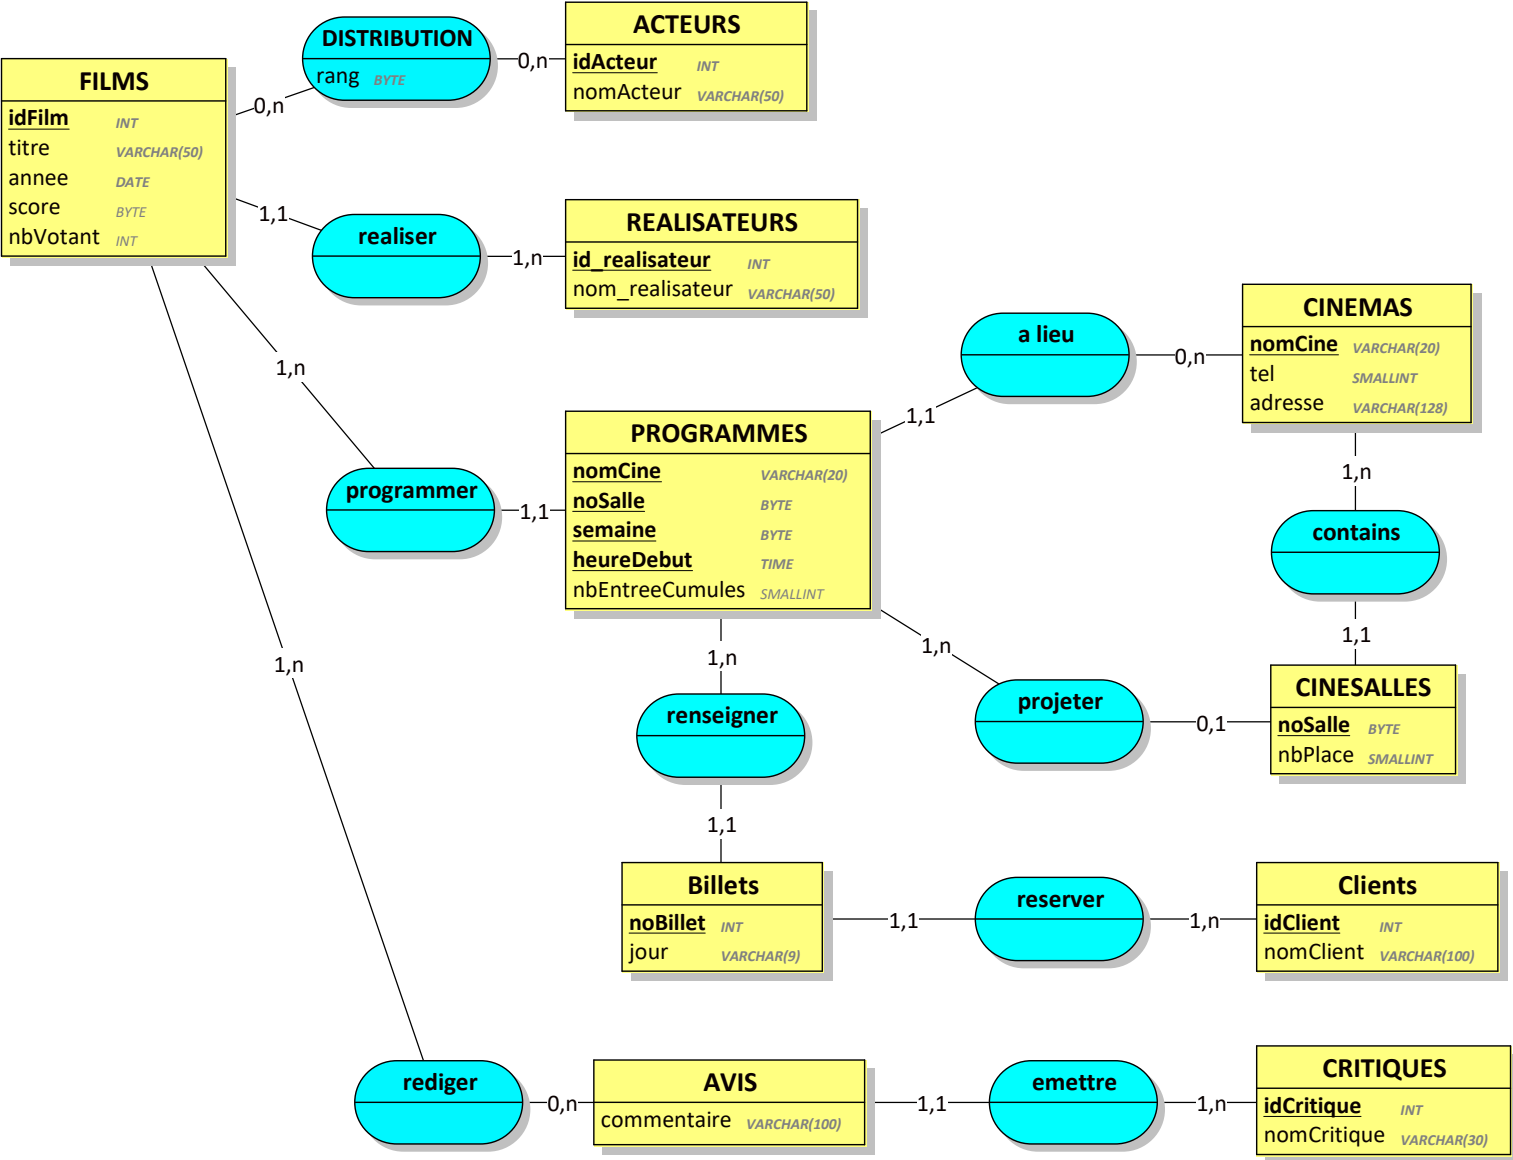 DISTRIBUTION
rang BYTE
0,n
0,n
ACTEURS
idActeur INT
nomActeur VARCHAR(50)
FILMS
idFilm INT
titre VARCHAR(50)
annee DATE
score BYTE
nbVotant INT
1,1
realiser
1,n
REALISATEURS
id_realisateur INT
nom_realisateur VARCHAR(50)
1,n
programmer
1,1
PROGRAMMES
nomCine VARCHAR(20)
noSalle BYTE
semaine BYTE
heureDebut TIME
nbEntreeCumules SMALLINT
1,1
a lieu
0,n
CINEMAS
nomCine VARCHAR(20)
tel SMALLINT
adresse VARCHAR(128)
1,n
contains
1,1
CINESALLES
noSalle BYTE
nbPlace SMALLINT
1,n
projeter
0,1
1,n
renseigner
1,1
Billets
noBillet INT
jour VARCHAR(9)
1,1
reserver
1,n
Clients
idClient INT
nomClient VARCHAR(100)
1,n
rediger
0,n
AVIS
commentaire VARCHAR(100)
1,1
emettre
1,n
CRITIQUES
idCritique INT
nomCritique VARCHAR(30)